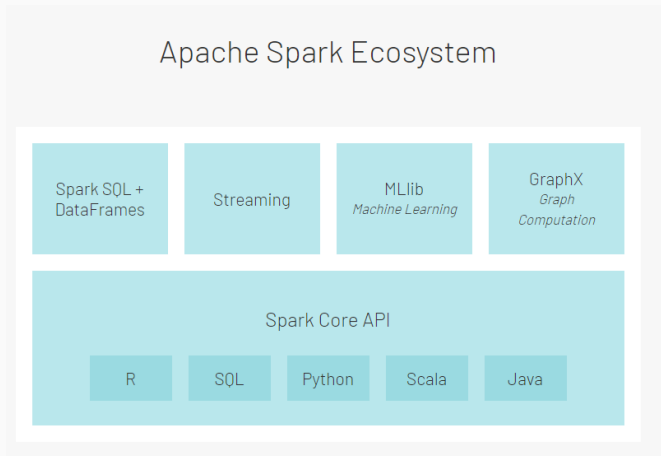 Apache Spark Ecosystem
Spark SQL +
DataFrames
Streaming
MLlib
Machine Learning
GraphX
Graph
Computation
Spark Core API
R
SQL
Python
Scala
Java